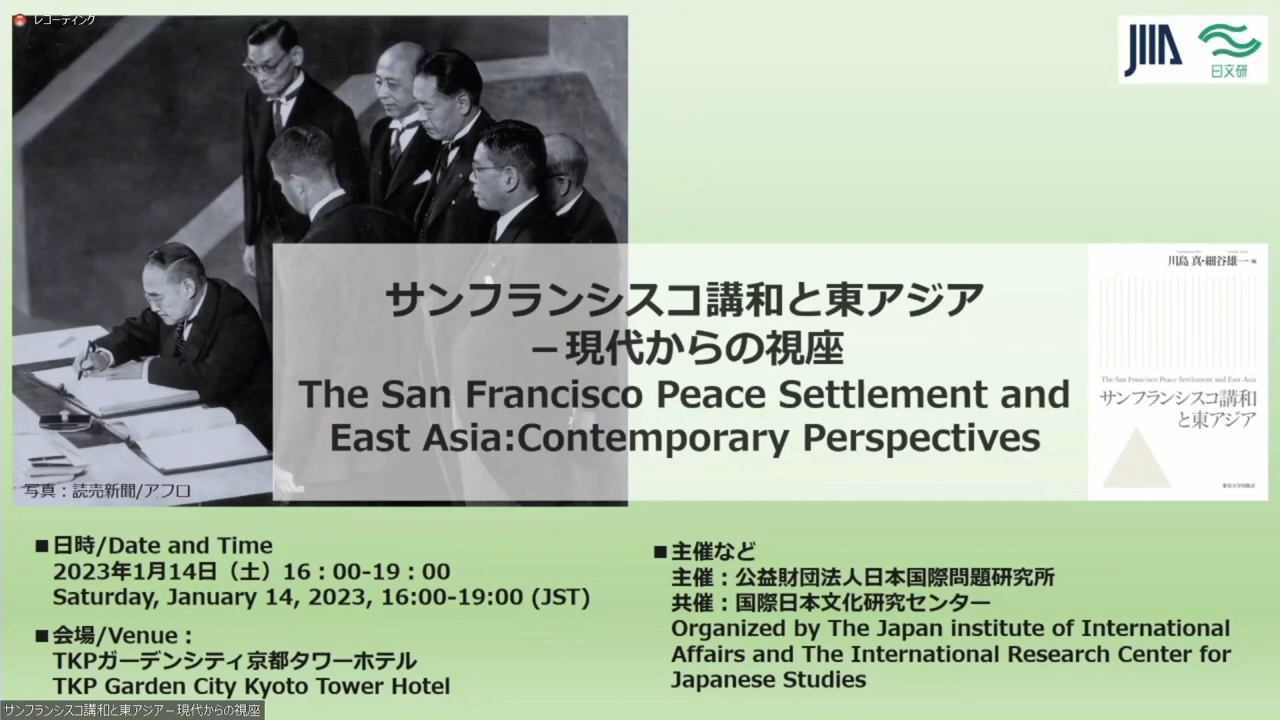 レコーディング
JIIA
日文研
サンフランシスコ講和と東アジア
－現代からの視座
The San Francisco Peace Settlement and
East Asia:Contemporary Perspectives
川島 真・細谷雄一 編
The San Francisco Peace Settlement and East Asia
サンフランシスコ講和
と東アジア
東京大学出版会
写真：読売新聞/アフロ
■日時/Date and Time
2023年1月14日（土）16：00-19：00
Saturday, January 14, 2023, 16:00-19:00 (JST)
■会場/Venue：
TKPガーデンシティ京都タワーホテル
TKP Garden City Kyoto Tower Hotel
■主催など
主催：公益財団法人日本国際問題研究所
共催：国際日本文化研究センター
Organized by The Japan institute of International
Affairs and The International Research Center for
Japanese Studies
サンフランシスコ講和と東アジア－現代からの視座